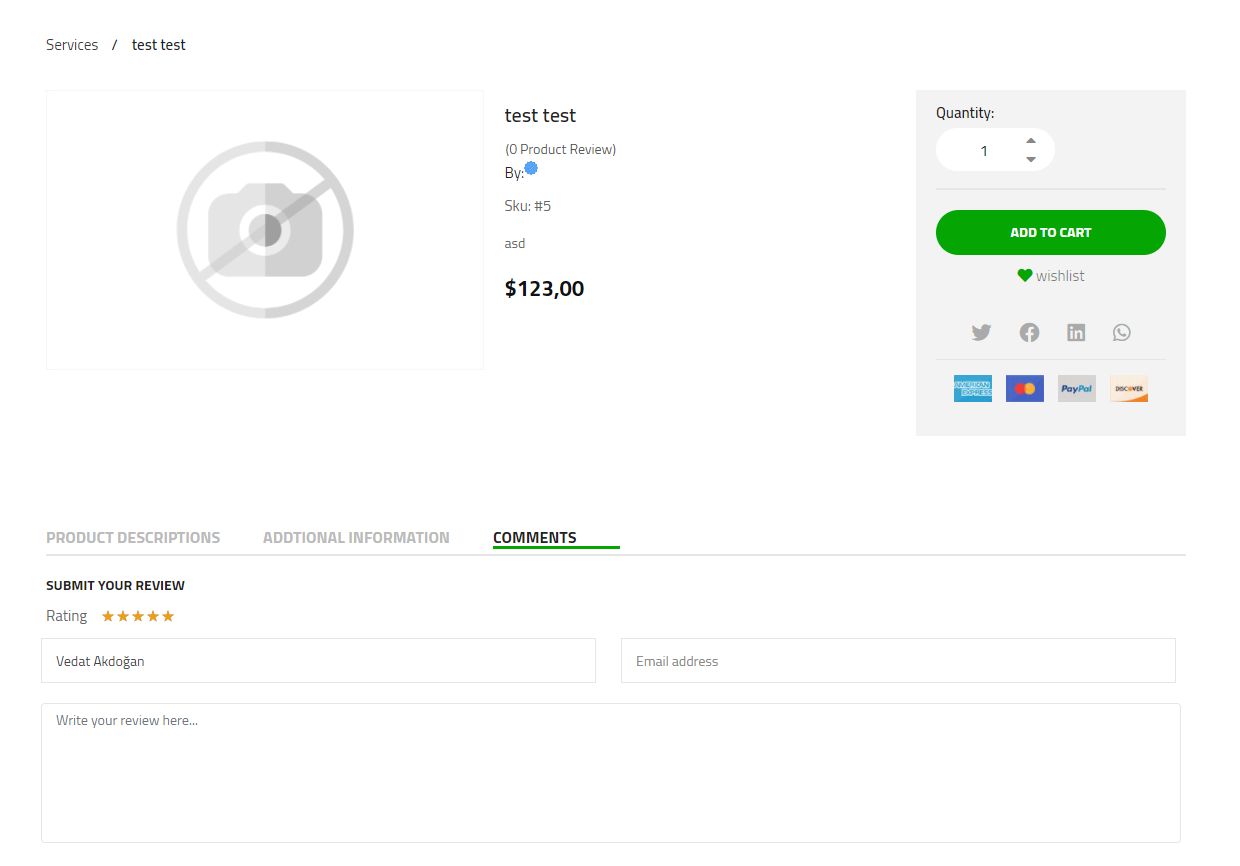 Services / test test
test test
(0 Product Review)
By:
Sku: #5
asd
$123,00
Quantity:
1
ADD TO CART
wishlist
AMERICAN EXPRESS
PayPal
DISCOVER
PRODUCT DESCRIPTIONS ADDTIONAL INFORMATION COMMENTS
SUBMIT YOUR REVIEW
Rating
Vedat Akdoğan
Email address
Write your review here...